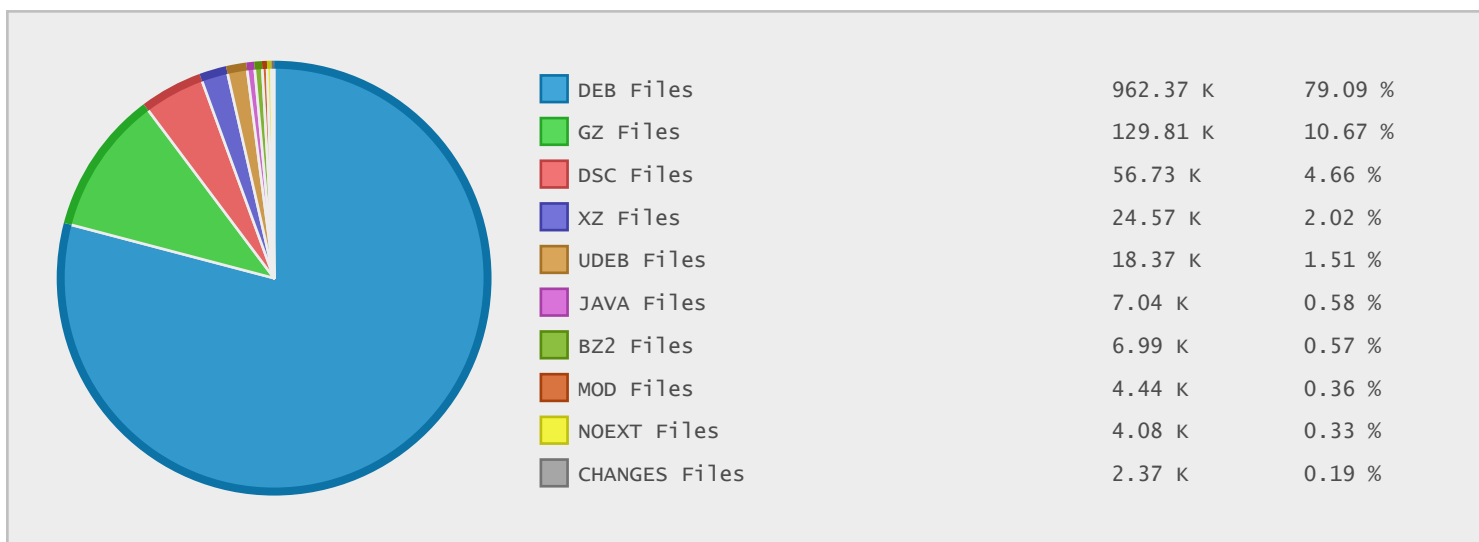 DEB Files 962.37 K 79.09 %
GZ Files 129.81 K 10.67 %
DSC Files 56.73 K 4.66 %
XZ Files 24.57 K 2.02 %
UDEB Files 18.37 K 1.51 %
JAVA Files 7.04 K 0.58 %
BZ2 Files 6.99 K 0.57 %
MOD Files 4.44 K 0.36 %
NOEXT Files 4.08 K 0.33 %
CHANGES Files 2.37 K 0.19 %